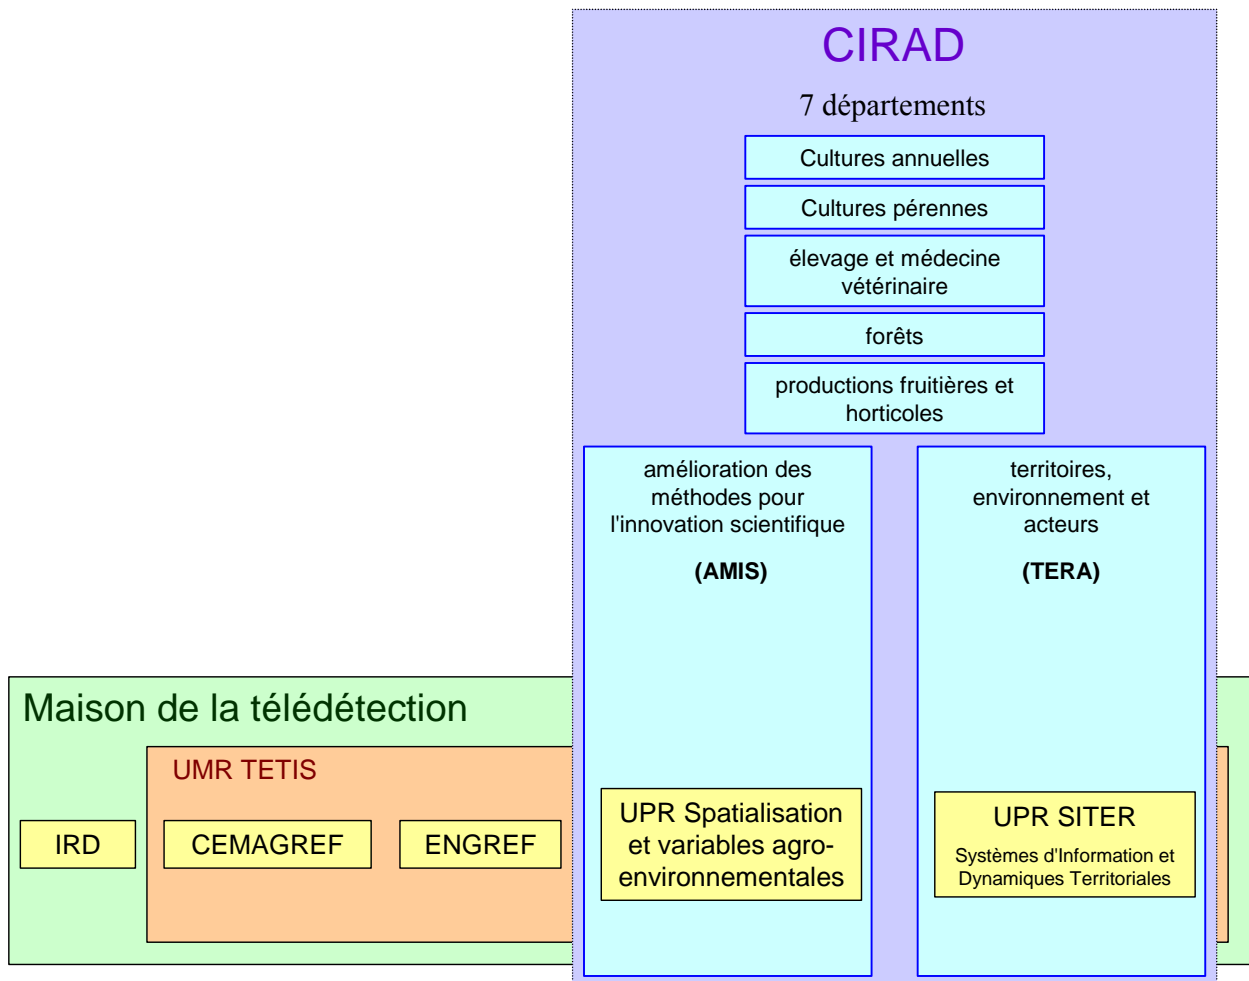 CIRAD
7 départements
Cultures annuelles
Cultures pérennes
élevage et médecine
vétérinaire
forêts
productions fruitières et
horticoles
amélioration des
méthodes pour
l'innovation scientifique
(AMIS)
territoires,
environnement et
acteurs
(TERA)
Maison de la télédétection
UMR TETIS
IRD
CEMAGREF
ENGREF
UPR Spatialisation
et variables agro-
environnementales
UPR SITER
Systèmes d'Information et
Dynamiques Territoriales